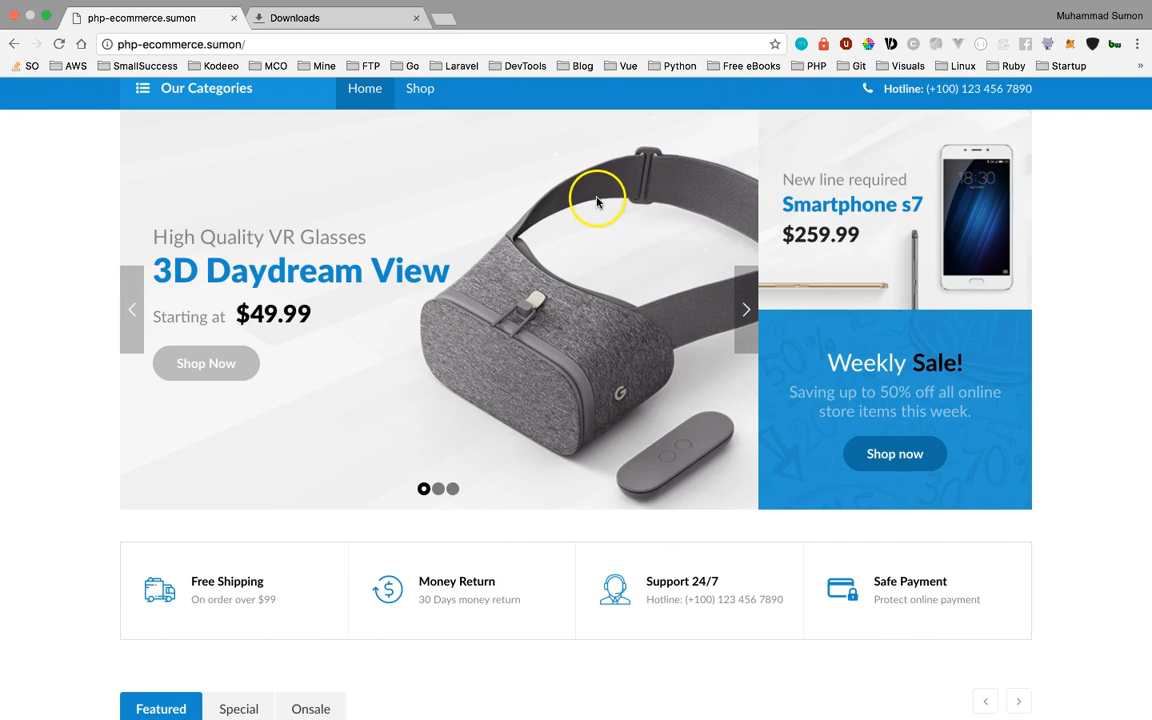 php-ecommerce.sumon
Downloads
Muhammad Sumon
php-ecommerce.sumon/
SO AWS SmallSuccess Kodeeo MCO Mine FTP Go Laravel DevTools Blog Vue Python Free eBooks PHP Git Visuals Linux Ruby Startup »
Our Categories
Home
Shop
Hotline: (+100) 123 456 7890
High Quality VR Glasses
3D Daydream View
Starting at $49.99
Shop Now
G
New line required
Smartphone s7
$259.99
18:30
Weekly Sale!
Saving up to 50% off all online
store items this week.
Shop now
Free Shipping
On order over $99
Money Return
30 Days money return
Support 24/7
Hotline: (+100) 123 456 7890
Safe Payment
Protect online payment
Featured
Special
Onsale